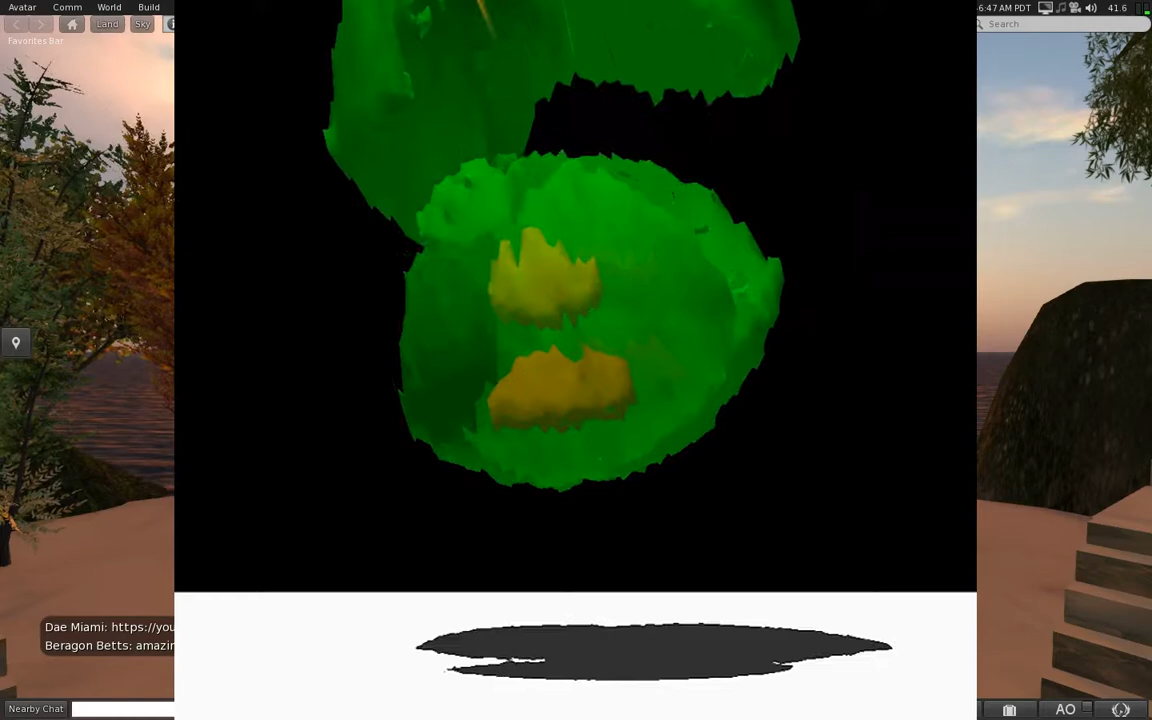 Avatar Comm World Build
:6:47 AM PDT 41.6
Land Sky
Search
Favorites Bar
Dae Miami: https://you
Beragon Betts: amazin
Nearby Chat
AO